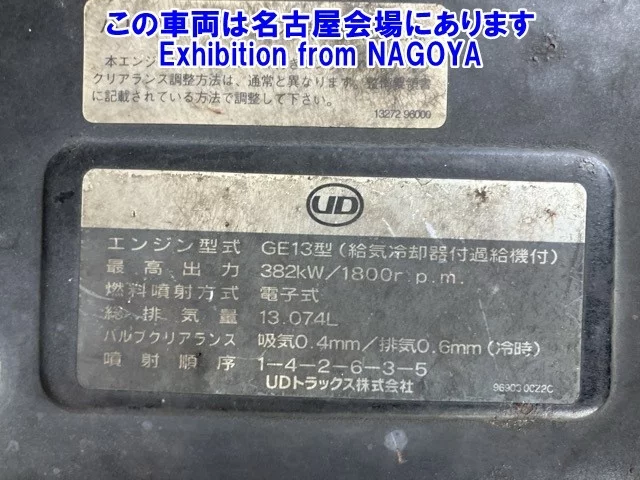 この車両は名古屋会場にあります
Exhibition from NAGOYA
本エンジン
クリアランス調整方法は、通常と異なります。整備解説書
に記載されている方法で調整して下さい。
13272 96000
UD
エンジン型式 GE13型(給気冷却器付過給機付)
最高出力 382kW/1800r.p.m.
燃料噴射方式 電子式
総排気量 13.074L
バルブクリアランス 吸気0.4mm/排気0.6mm(冷時)
噴射順序 1-4-2-6-3-5
UDトラックス株式会社